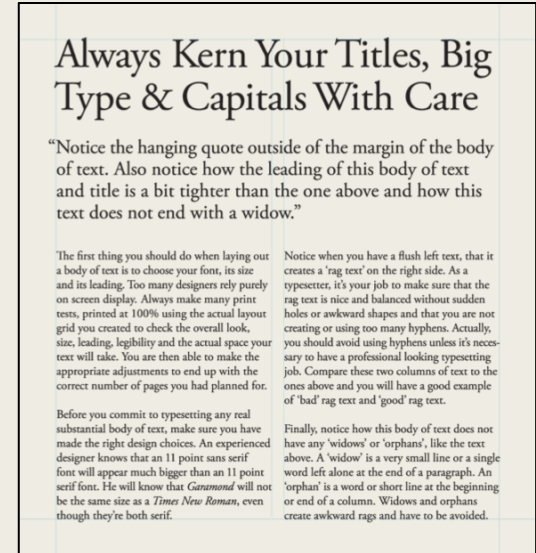 Always Kern Your Titles, Big
Type & Capitals With Care
“Notice the hanging quote outside of the margin of the body
of text. Also notice how the leading of this body of text
and title is a bit tighter than the one above and how this
text does not end with a widow.”
The first thing you should do when laying out
a body of text is to choose your font, its size
and its leading. Too many designers rely purely
on screen display. Always make many print
tests, printed at 100% using the actual layout
grid you created to check the overall look,
size, leading, legibility and the actual space your
text will take. You are then able to make the
appropriate adjustments to end up with the
correct number of pages you had planned for.
Before you commit to typesetting any real
substantial body of text, make sure you have
made the right design choices. An experienced
designer knows that an 11 point sans serif
font will appear much bigger than an 11 point
serif font. He will know that Garamond will not
be the same size as a Times New Roman, even
though they’re both serif.
Notice when you have a flush left text, that it
creates a ‘rag text’ on the right side. As a
typesetter, it’s your job to make sure that the
rag text is nice and balanced without sudden
holes or awkward shapes and that you are not
creating or using too many hyphens. Actually,
you should avoid using hyphens unless it’s neces-
sary to have a professional looking typesetting
job. Compare these two columns of text to the
ones above and you will have a good example
of ‘bad’ rag text and ‘good’ rag text.
Finally, notice how this body of text does not
have any ‘widows’ or ‘orphans’, like the text
above. A ‘widow’ is a very small line or a single
word left alone at the end of a paragraph. An
‘orphan’ is a word or short line at the beginning
or end of a column. Widows and orphans
create awkward rags and have to be avoided.